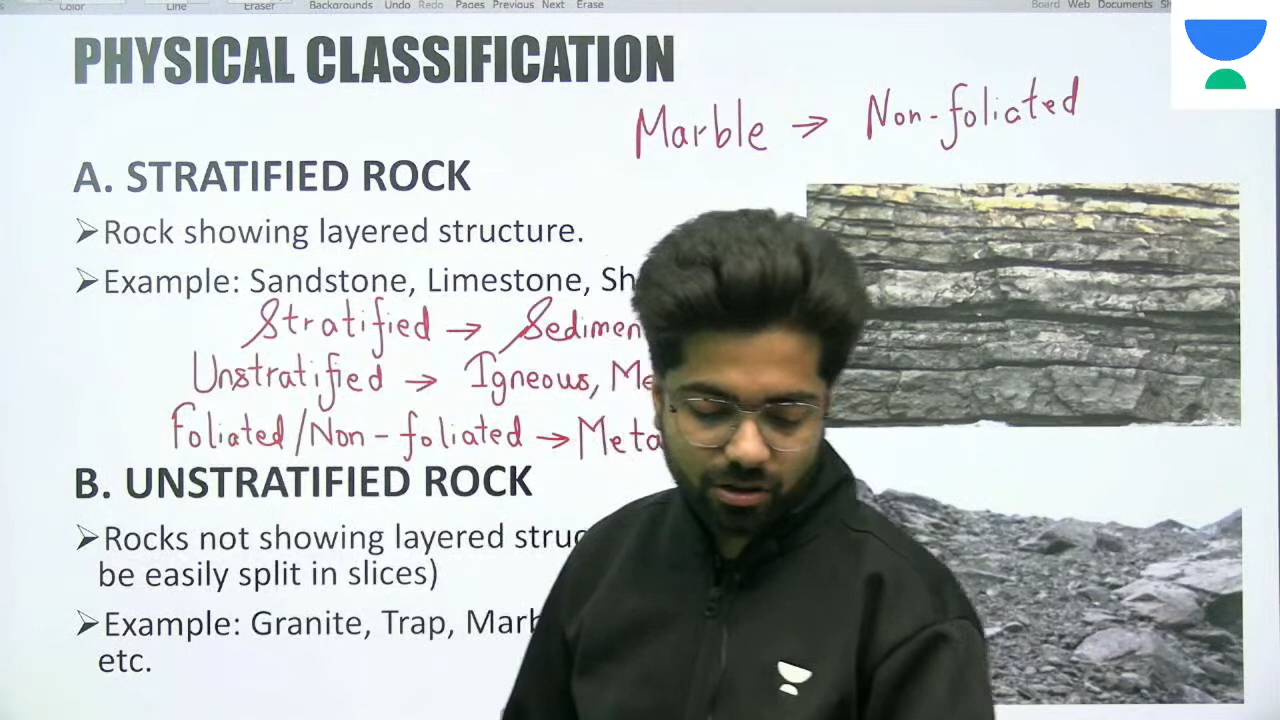 Color Line Eraser Backgrounds Undo Redo Pages Previous Next Erase Board Web Documents
PHYSICAL CLASSIFICATION
Marble → Non-foliated
A. STRATIFIED ROCK
➢Rock showing layered structure.
➢Example: Sandstone, Limestone, Sh
Stratified → Sedimen
Unstratified → Igneous, Me
Foliated/Non-foliated → Meta
B. UNSTRATIFIED ROCK
➢Rocks not showing layered struc
be easily split in slices)
➢Example: Granite, Trap, Marb
etc.